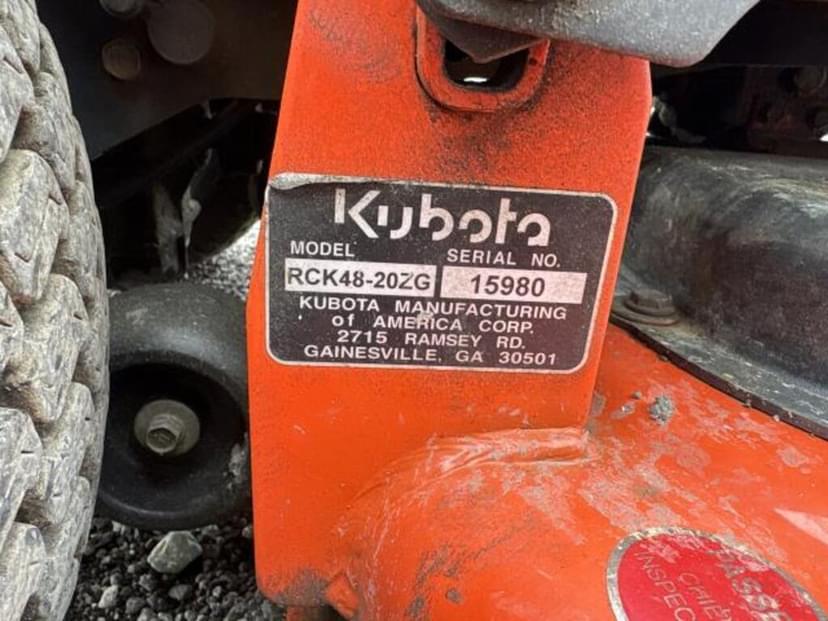 Kubota
MODEL SERIAL NO.
RCK48-20ZG 15980
KUBOTA MANUFACTURING
of AMERICA CORP.
2715 RAMSEY RD.
GAINESVILLE, GA 30501